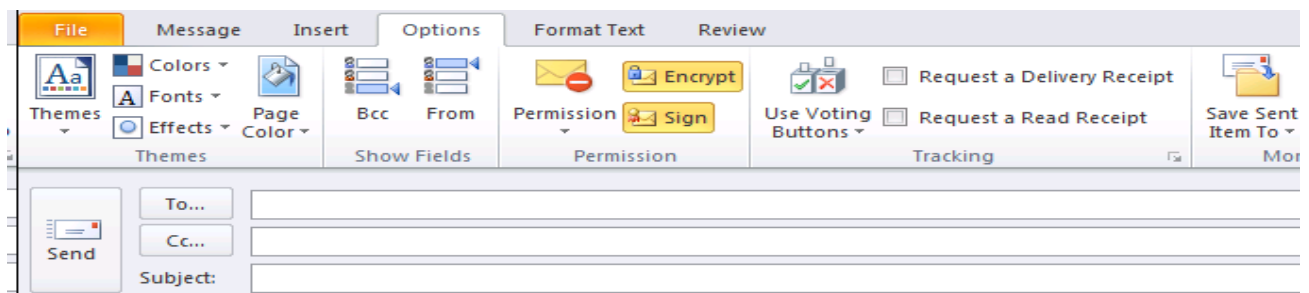 File Message Insert Options Format Text Review
Aa Colors Encrypt Request a Delivery Receipt
A Fonts
Themes Page Bcc From Permission Sign Use Voting Request a Read Receipt Save Sent
Effects Color Buttons Item To
Themes Show Fields Permission Tracking Mor
To...
Send Cc...
Subject: